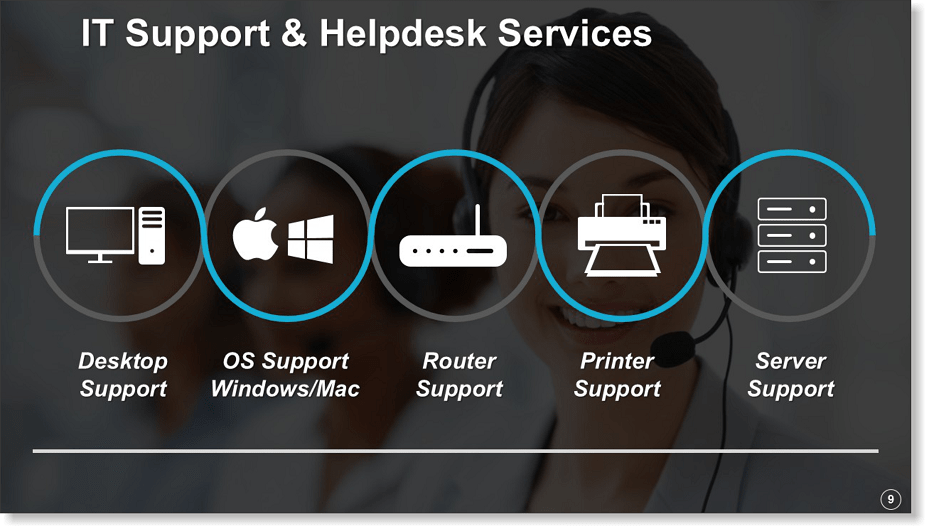 IT Support & Helpdesk Services
Desktop
Support
OS Support
Windows/Mac
Router
Support
Printer
Support
Server
Support
9